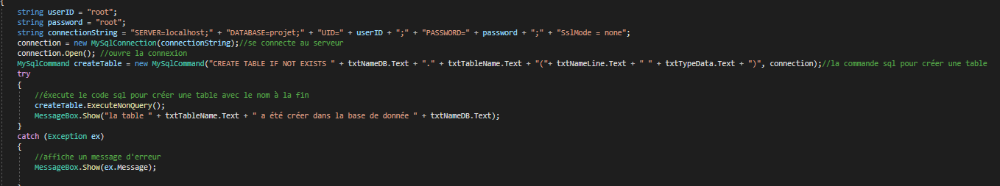 {
string userID = "root";
string password = "root";
string connectionString = "SERVER=localhost;" + "DATABASE=projet;" + "UID=" + userID + ";" + "PASSWORD=" + password + ";" + "SslMode = none";
connection = new MySqlConnection(connectionString);//se connecte au serveur
connection.Open(); //ouvre la connexion
MySqlCommand createTable = new MySqlCommand("CREATE TABLE IF NOT EXISTS " + txtNameDB.Text + "." + txtTableName.Text + "("+ txtNameLine.Text + " " + txtTypeData.Text + ")", connection);//la commande sql pour créer une table
try
{
//éxecute le code sql pour créer une table avec le nom à la fin
createTable.ExecuteNonQuery();
MessageBox.Show("la table " + txtTableName.Text + " a été créer dans la base de donnée " + txtNameDB.Text);
}
catch (Exception ex)
{
//affiche un message d'erreur
MessageBox.Show(ex.Message);
}